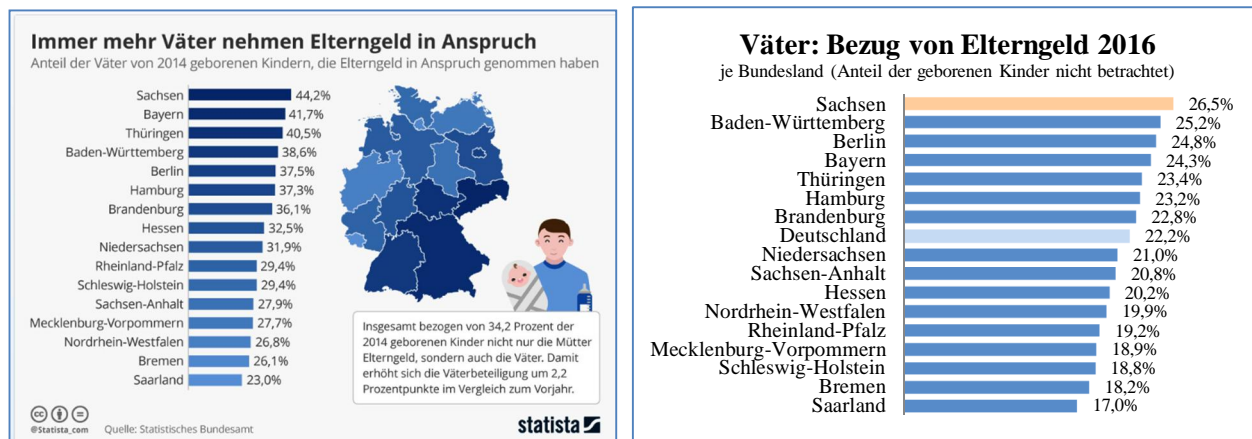 Immer mehr Väter nehmen Elterngeld in Anspruch
Anteil der Väter von 2014 geborenen Kindern, die Elterngeld in Anspruch genommen haben
Sachsen 44,2%
Bayern 41,7%
Thüringen 40,5%
Baden-Württemberg 38,6%
Berlin 37,5%
Hamburg 37,3%
Brandenburg 36,1%
Hessen 32,5%
Niedersachsen 31,9%
Rheinland-Pfalz 29,4%
Schleswig-Holstein 29,4%
Sachsen-Anhalt 27,9%
Mecklenburg-Vorpommern 27,7%
Nordrhein-Westfalen 26,8%
Bremen 26,1%
Saarland 23,0%
Insgesamt bezogen von 34,2 Prozent der
2014 geborenen Kinder nicht nur die Mütter
Elterngeld, sondern auch die Väter. Damit
erhöht sich die Väterbeteiligung um 2,2
Prozentpunkte im Vergleich zum Vorjahr.
@Statista_com Quelle: Statistisches Bundesamt
statista
Väter: Bezug von Elterngeld 2016
je Bundesland (Anteil der geborenen Kinder nicht betrachtet)
Sachsen 26,5%
Baden-Württemberg 25,2%
Berlin 24,8%
Bayern 24,3%
Thüringen 23,4%
Hamburg 23,2%
Brandenburg 22,8%
Deutschland 22,2%
Niedersachsen 21,0%
Sachsen-Anhalt 20,8%
Hessen 20,2%
Nordrhein-Westfalen 19,9%
Rheinland-Pfalz 19,2%
Mecklenburg-Vorpommern 18,9%
Schleswig-Holstein 18,8%
Bremen 18,2%
Saarland 17,0%